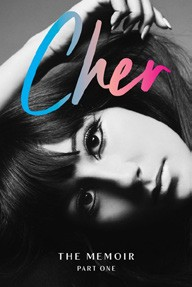 Cher
THE MEMOIR
PART ONE